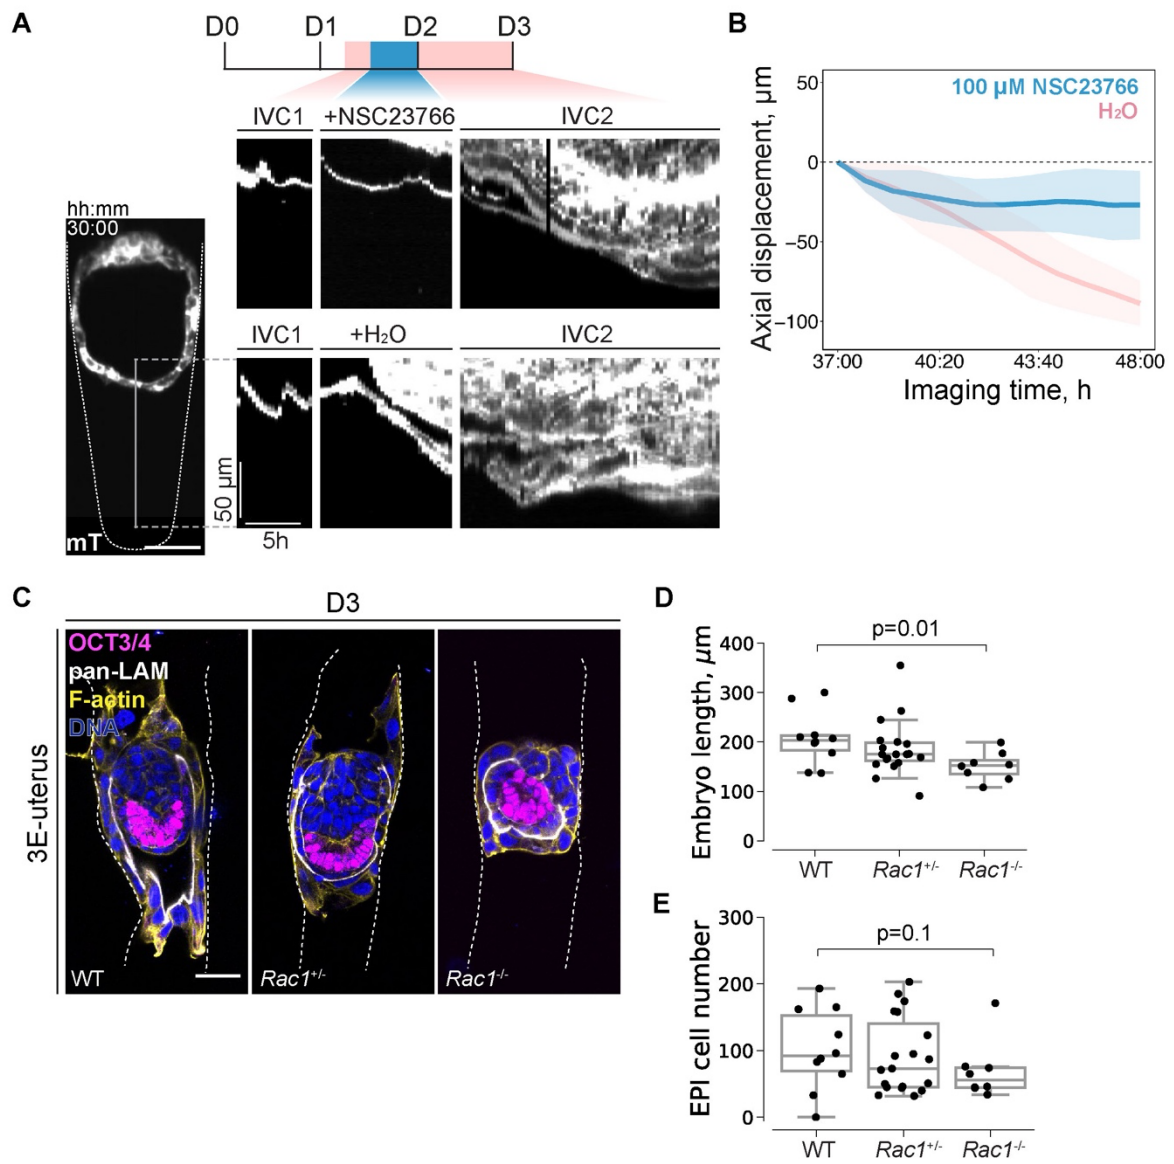 A
D0 D1 D2 D3
IVC1 +NSC23766 IVC2
hh:mm
30:00
IVC1 +H₂O IVC2
50 µm
5h
mT
B
100 µM NSC23766
H₂O
Axial displacement, µm
50
0
−50
−100
37:00 40:20 43:40 48:00
Imaging time, h
C
D3
OCT3/4
pan-LAM
F-actin
DNA
3E-uterus
WT Rac1+/- Rac1-/-
D
p=0.01
Embryo length, µm
400
300
200
100
0
WT Rac1+/- Rac1-/-
E
p=0.1
EPI cell number
300
200
100
0
WT Rac1+/- Rac1-/-